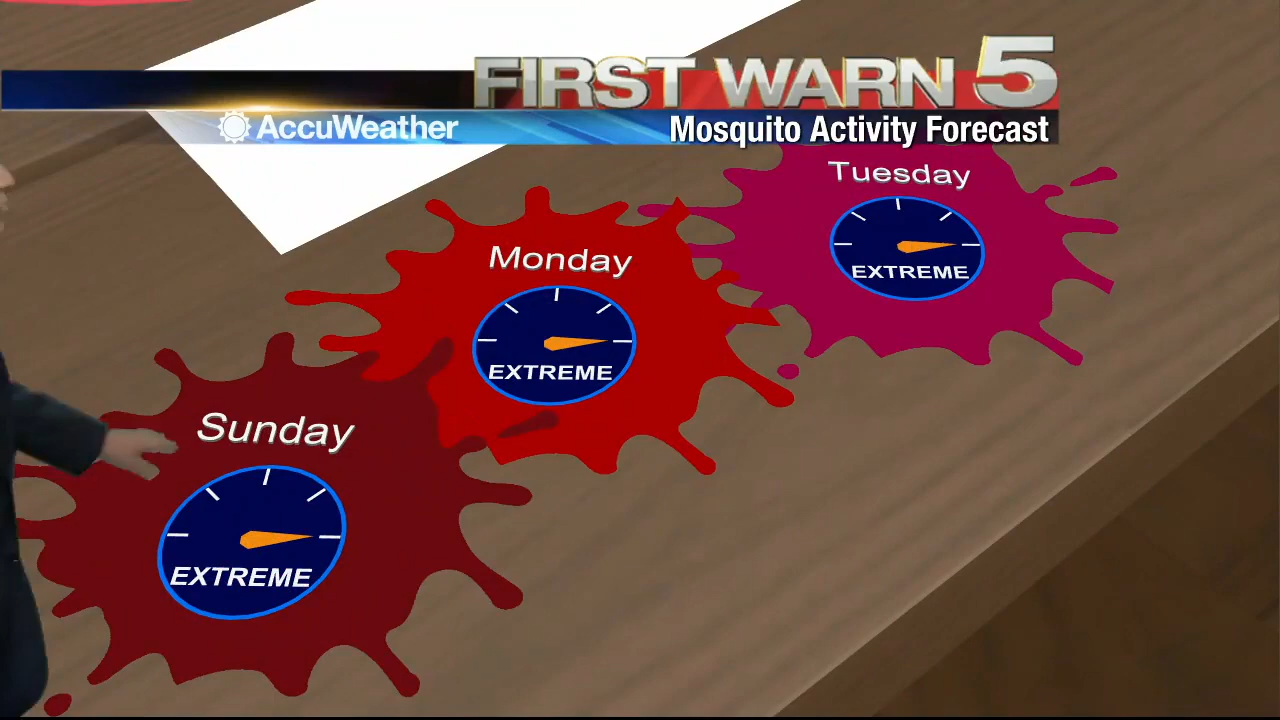 FIRST WARN 5
AccuWeather
Mosquito Activity Forecast
Tuesday
EXTREME
Monday
EXTREME
Sunday
EXTREME